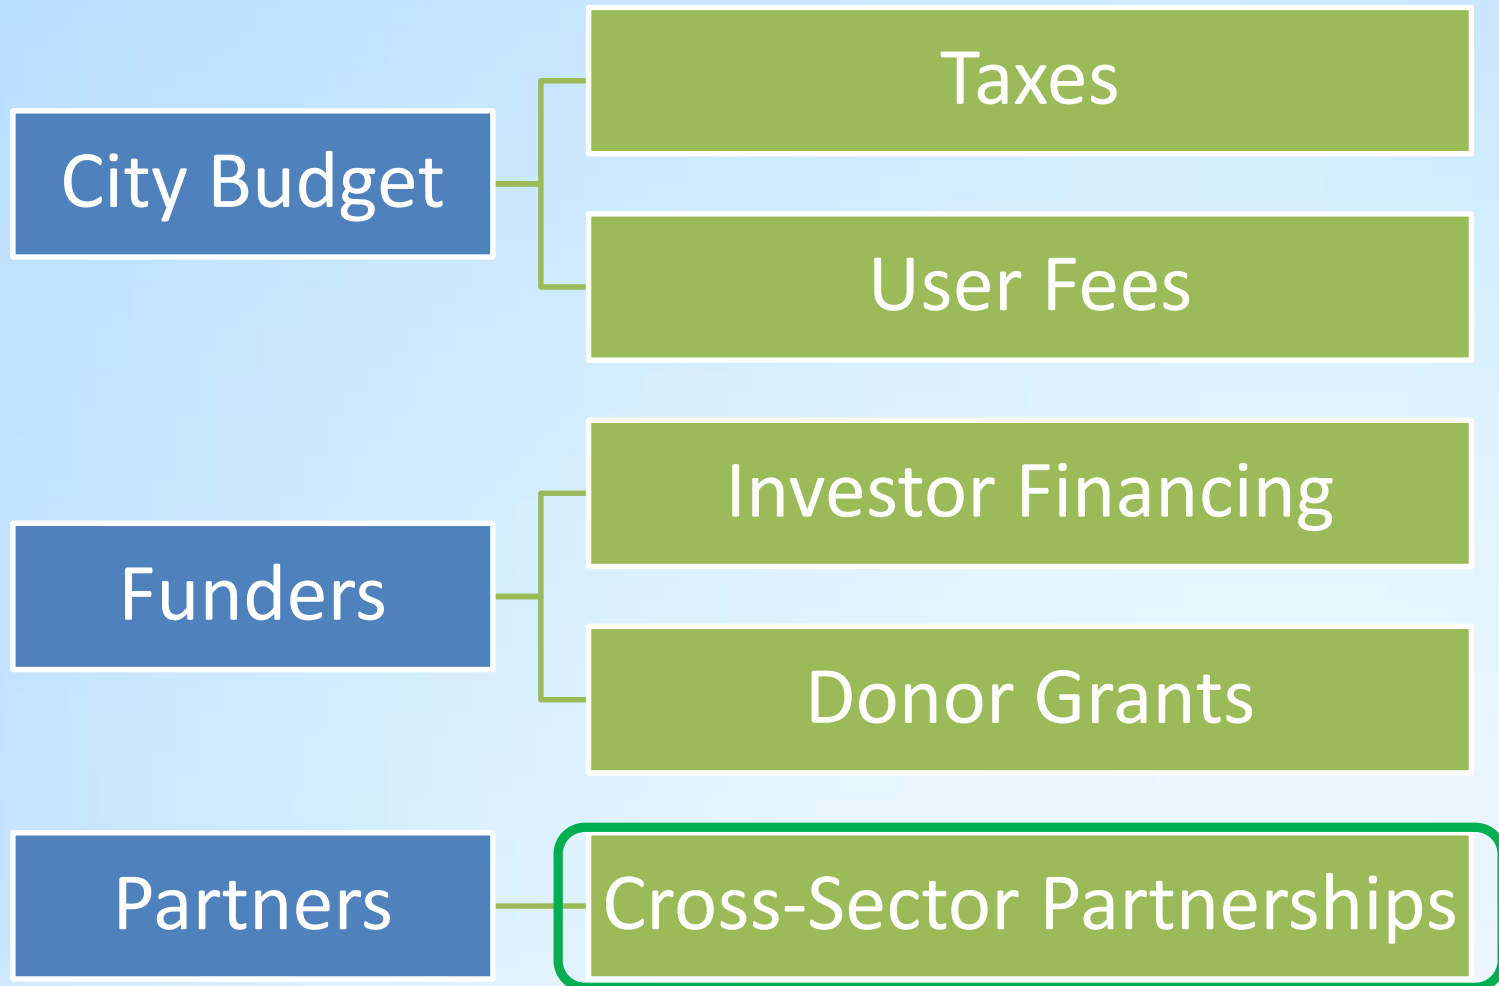 City Budget
Taxes
User Fees
Funders
Investor Financing
Donor Grants
Partners
Cross-Sector Partnerships